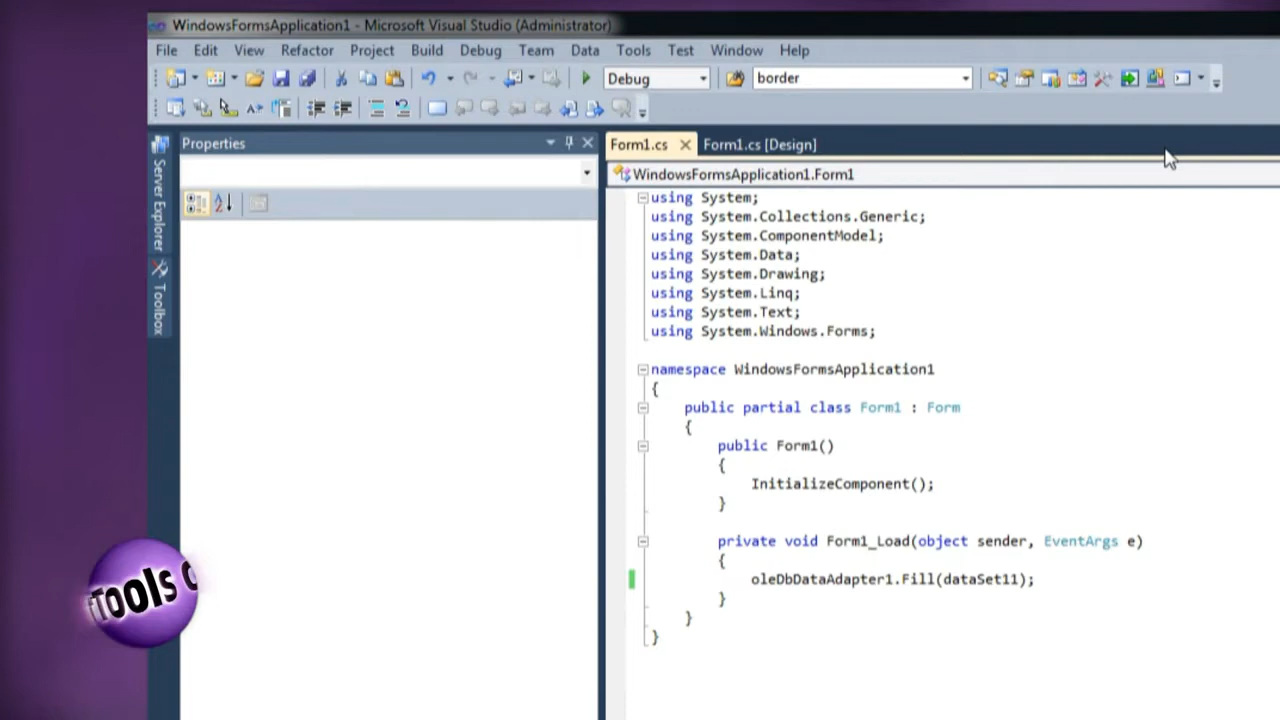 WindowsFormsApplication1 - Microsoft Visual Studio (Administrator)
File Edit View Refactor Project Build Debug Team Data Tools Test Window Help
Debug border
Properties
Form1.cs Form1.cs [Design]
Server Explorer
Toolbox
WindowsFormsApplication1.Form1
using System;
using System.Collections.Generic;
using System.ComponentModel;
using System.Data;
using System.Drawing;
using System.Linq;
using System.Text;
using System.Windows.Forms;
namespace WindowsFormsApplication1
{
public partial class Form1 : Form
{
public Form1()
{
InitializeComponent();
}
private void Form1_Load(object sender, EventArgs e)
{
oleDbDataAdapter1.Fill(dataSet11);
}
}
}
Tools